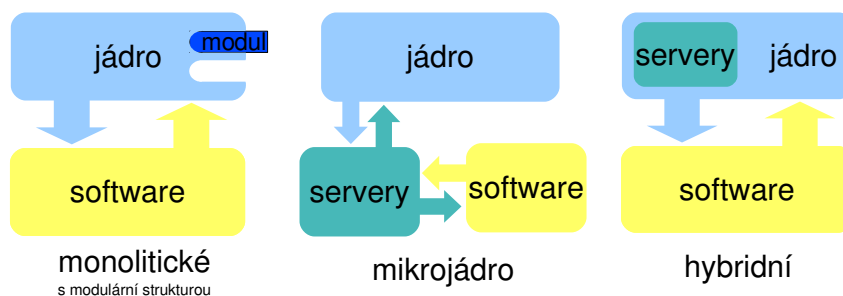 jádro
modul
software
monolitické
s modulární strukturou
jádro
servery
software
mikrojádro
servery
jádro
software
hybridní